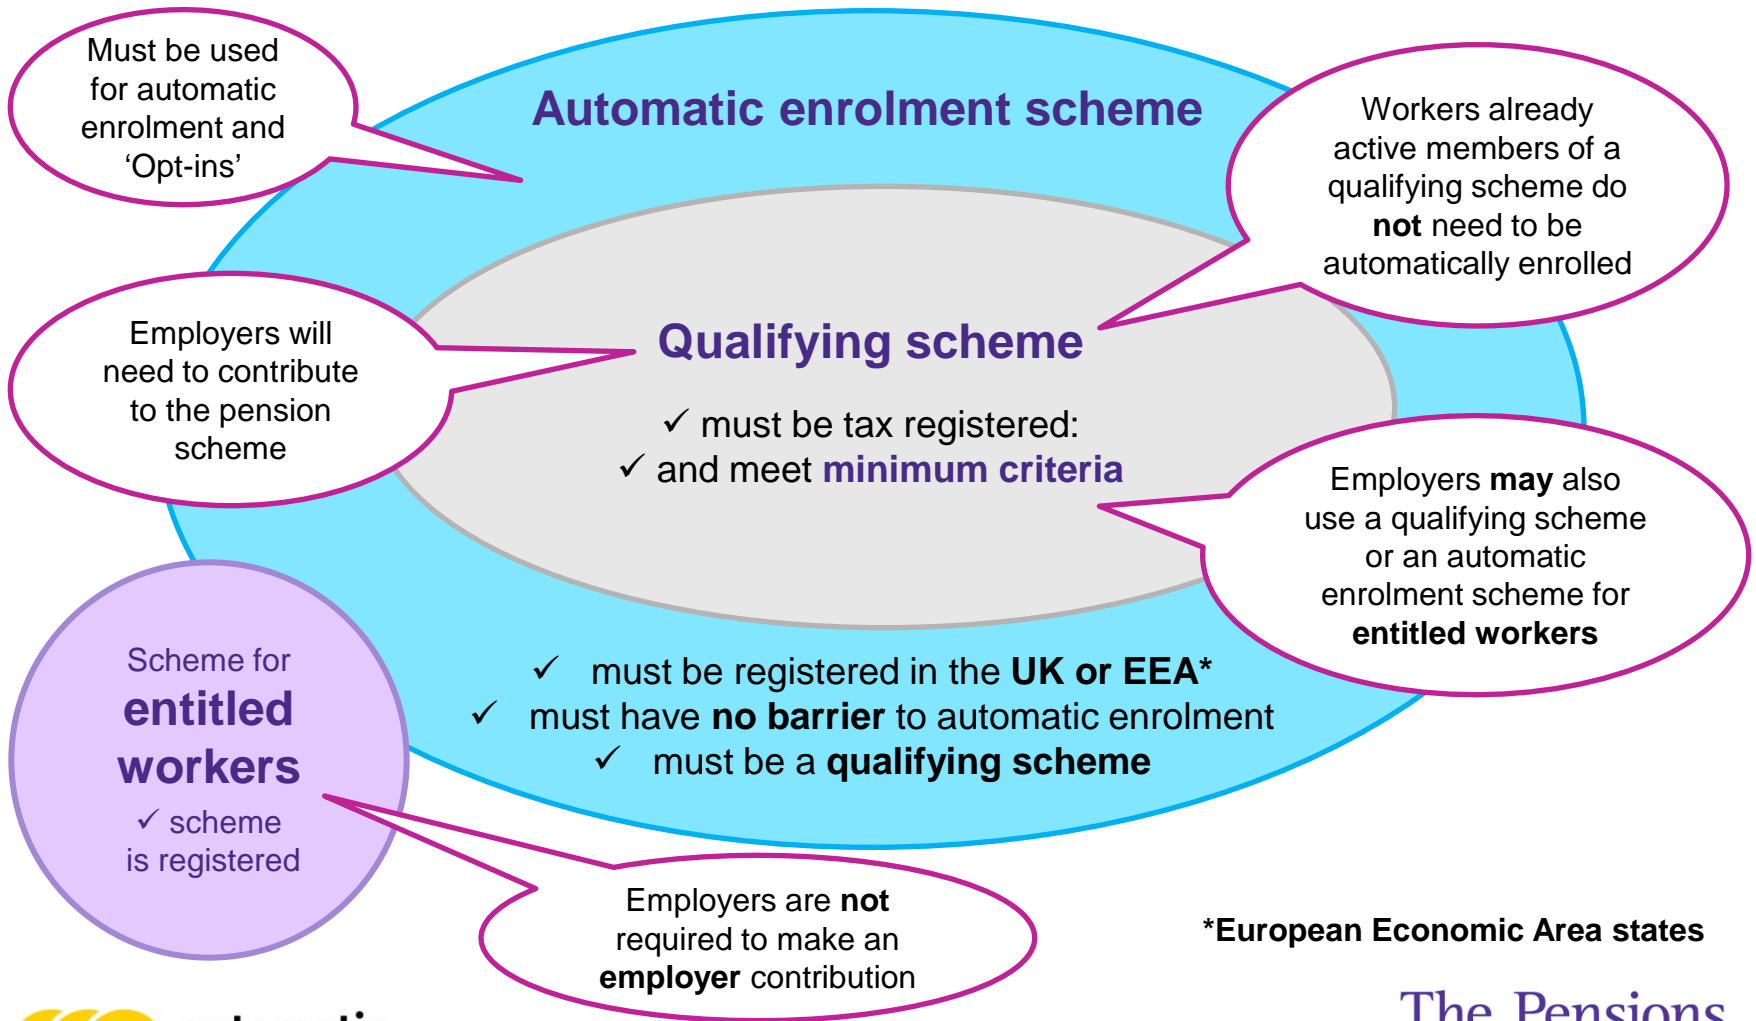 Must be used
for automatic
enrolment and
‘Opt-ins’
Automatic enrolment scheme
Workers already
active members of a
qualifying scheme do
not need to be
automatically enrolled
Employers will
need to contribute
to the pension
scheme
Qualifying scheme
✓ must be tax registered:
✓ and meet minimum criteria
Employers may also
use a qualifying scheme
or an automatic
enrolment scheme for
entitled workers
Scheme for
entitled
workers
✓ scheme
is registered
✓ must be registered in the UK or EEA*
✓ must have no barrier to automatic enrolment
✓ must be a qualifying scheme
Employers are not
required to make an
employer contribution
*European Economic Area states
The Pensions